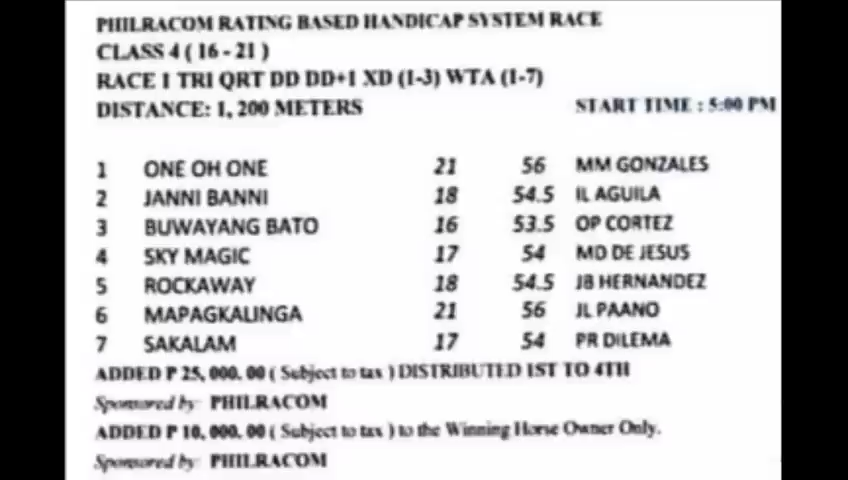 PHILRACOM RATING BASED HANDICAP SYSTEM RACE
CLASS 4 ( 16 - 21 )
RACE 1 TRI QRT DD DD+1 XD (1-3) WTA (1-7)
DISTANCE: 1, 200 METERS START TIME : 5:00 PM
1 ONE OH ONE 21 56 MM GONZALES
2 JANNI BANNI 18 54.5 IL AGUILA
3 BUWAYANG BATO 16 53.5 OP CORTEZ
4 SKY MAGIC 17 54 MD DE JESUS
5 ROCKAWAY 18 54.5 JB HERNANDEZ
6 MAPAGKALINGA 21 56 JL PAANO
7 SAKALAM 17 54 PR DILEMA
ADDED P 25, 000. 00 ( Subject to tax ) DISTRIBUTED 1ST TO 4TH
Sponsored by: PHILRACOM
ADDED P 10, 000. 00 ( Subject to tax ) to the Winning Horse Owner Only.
Sponsored by: PHILRACOM